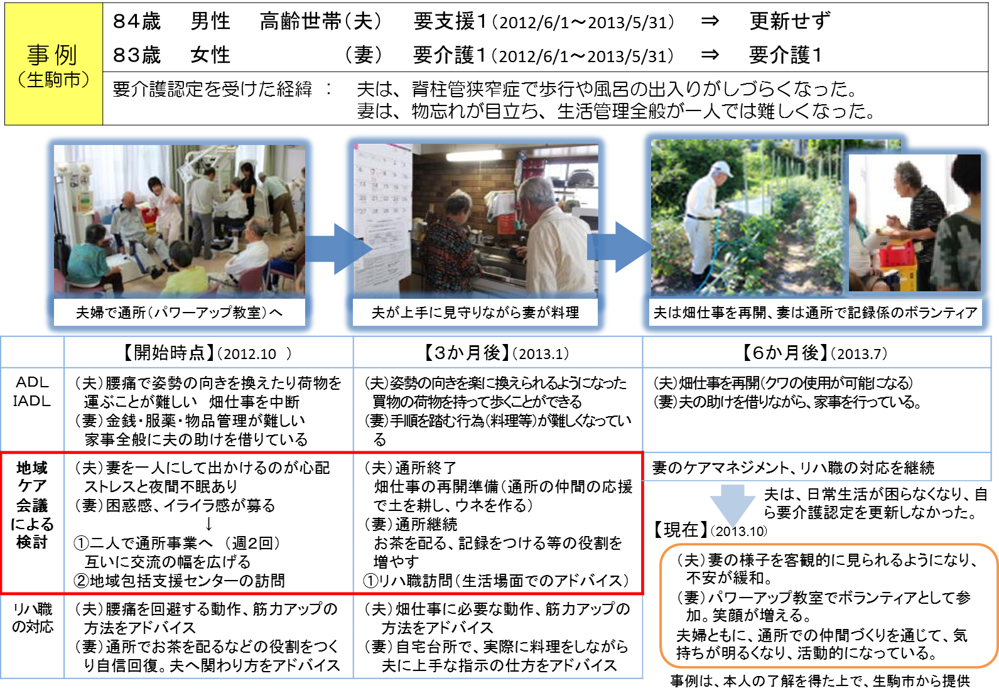 事例
（生駒市）
84歳　男性　高齢世帯（夫）　要支援1（2012/6/1～2013/5/31）　⇒　更新せず
83歳　女性　（妻）　要介護1（2012/6/1～2013/5/31）　⇒　要介護1
要介護認定を受けた経緯　：　夫は、脊柱管狭窄症で歩行や風呂の出入りがしづらくなった。
妻は、物忘れが目立ち、生活管理全般が一人では難しくなった。
夫婦で通所（パワーアップ教室）へ
夫が上手に見守りながら妻が料理
夫は畑仕事を再開、妻は通所で記録係のボランティア
【開始時点】（2012.10　）
【3か月後】（2013.1）
【6か月後】（2013.7）
ADL
IADL
（夫）腰痛で姿勢の向きを換えたり荷物を
運ぶことが難しい　畑仕事を中断
（妻）金銭・服薬・物品管理が難しい
家事全般に夫の助けを借りている
（夫）姿勢の向きを楽に換えられるようになった
買物の荷物を持って歩くことができる
（妻）手順を踏む行為（料理等）が難しくなってい
る
（夫）畑仕事を再開（クワの使用が可能になる）
（妻）夫の助けを借りながら、家事を行っている。
地域
ケア
会議
による
検討
（夫）妻を一人にして出かけるのが心配
ストレスと夜間不眠あり
（妻）困惑感、イライラ感が募る
↓
①二人で通所事業へ　（週2回）
互いに交流の幅を広げる
②地域包括支援センターの訪問
（夫）通所終了
畑仕事の再開準備（通所の仲間の応援
で土を耕し、ウネを作る）
（妻）通所継続
お茶を配る、記録をつける等の役割を
増やす
①リハ職訪問（生活場面でのアドバイス）
妻のケアマネジメント、リハ職の対応を継続
夫は、日常生活が困らなくなり、自
ら要介護認定を更新しなかった。
【現在】（2013.10）
（夫）妻の様子を客観的に見られるようになり、
不安が緩和。
（妻）パワーアップ教室でボランティアとして参
加。笑顔が増える。
夫婦ともに、通所での仲間づくりを通じて、気
持ちが明るくなり、活動的になっている。
リハ職
の対応
（夫）腰痛を回避する動作、筋力アップの
方法をアドバイス
（妻）通所でお茶を配るなどの役割をつく
り自信回復。夫へ関わり方をアドバイス
（夫）畑仕事に必要な動作、筋力アップの
方法をアドバイス
（妻）自宅台所で、実際に料理をしながら
夫に上手な指示の仕方をアドバイス
事例は、本人の了解を得た上で、生駒市から提供